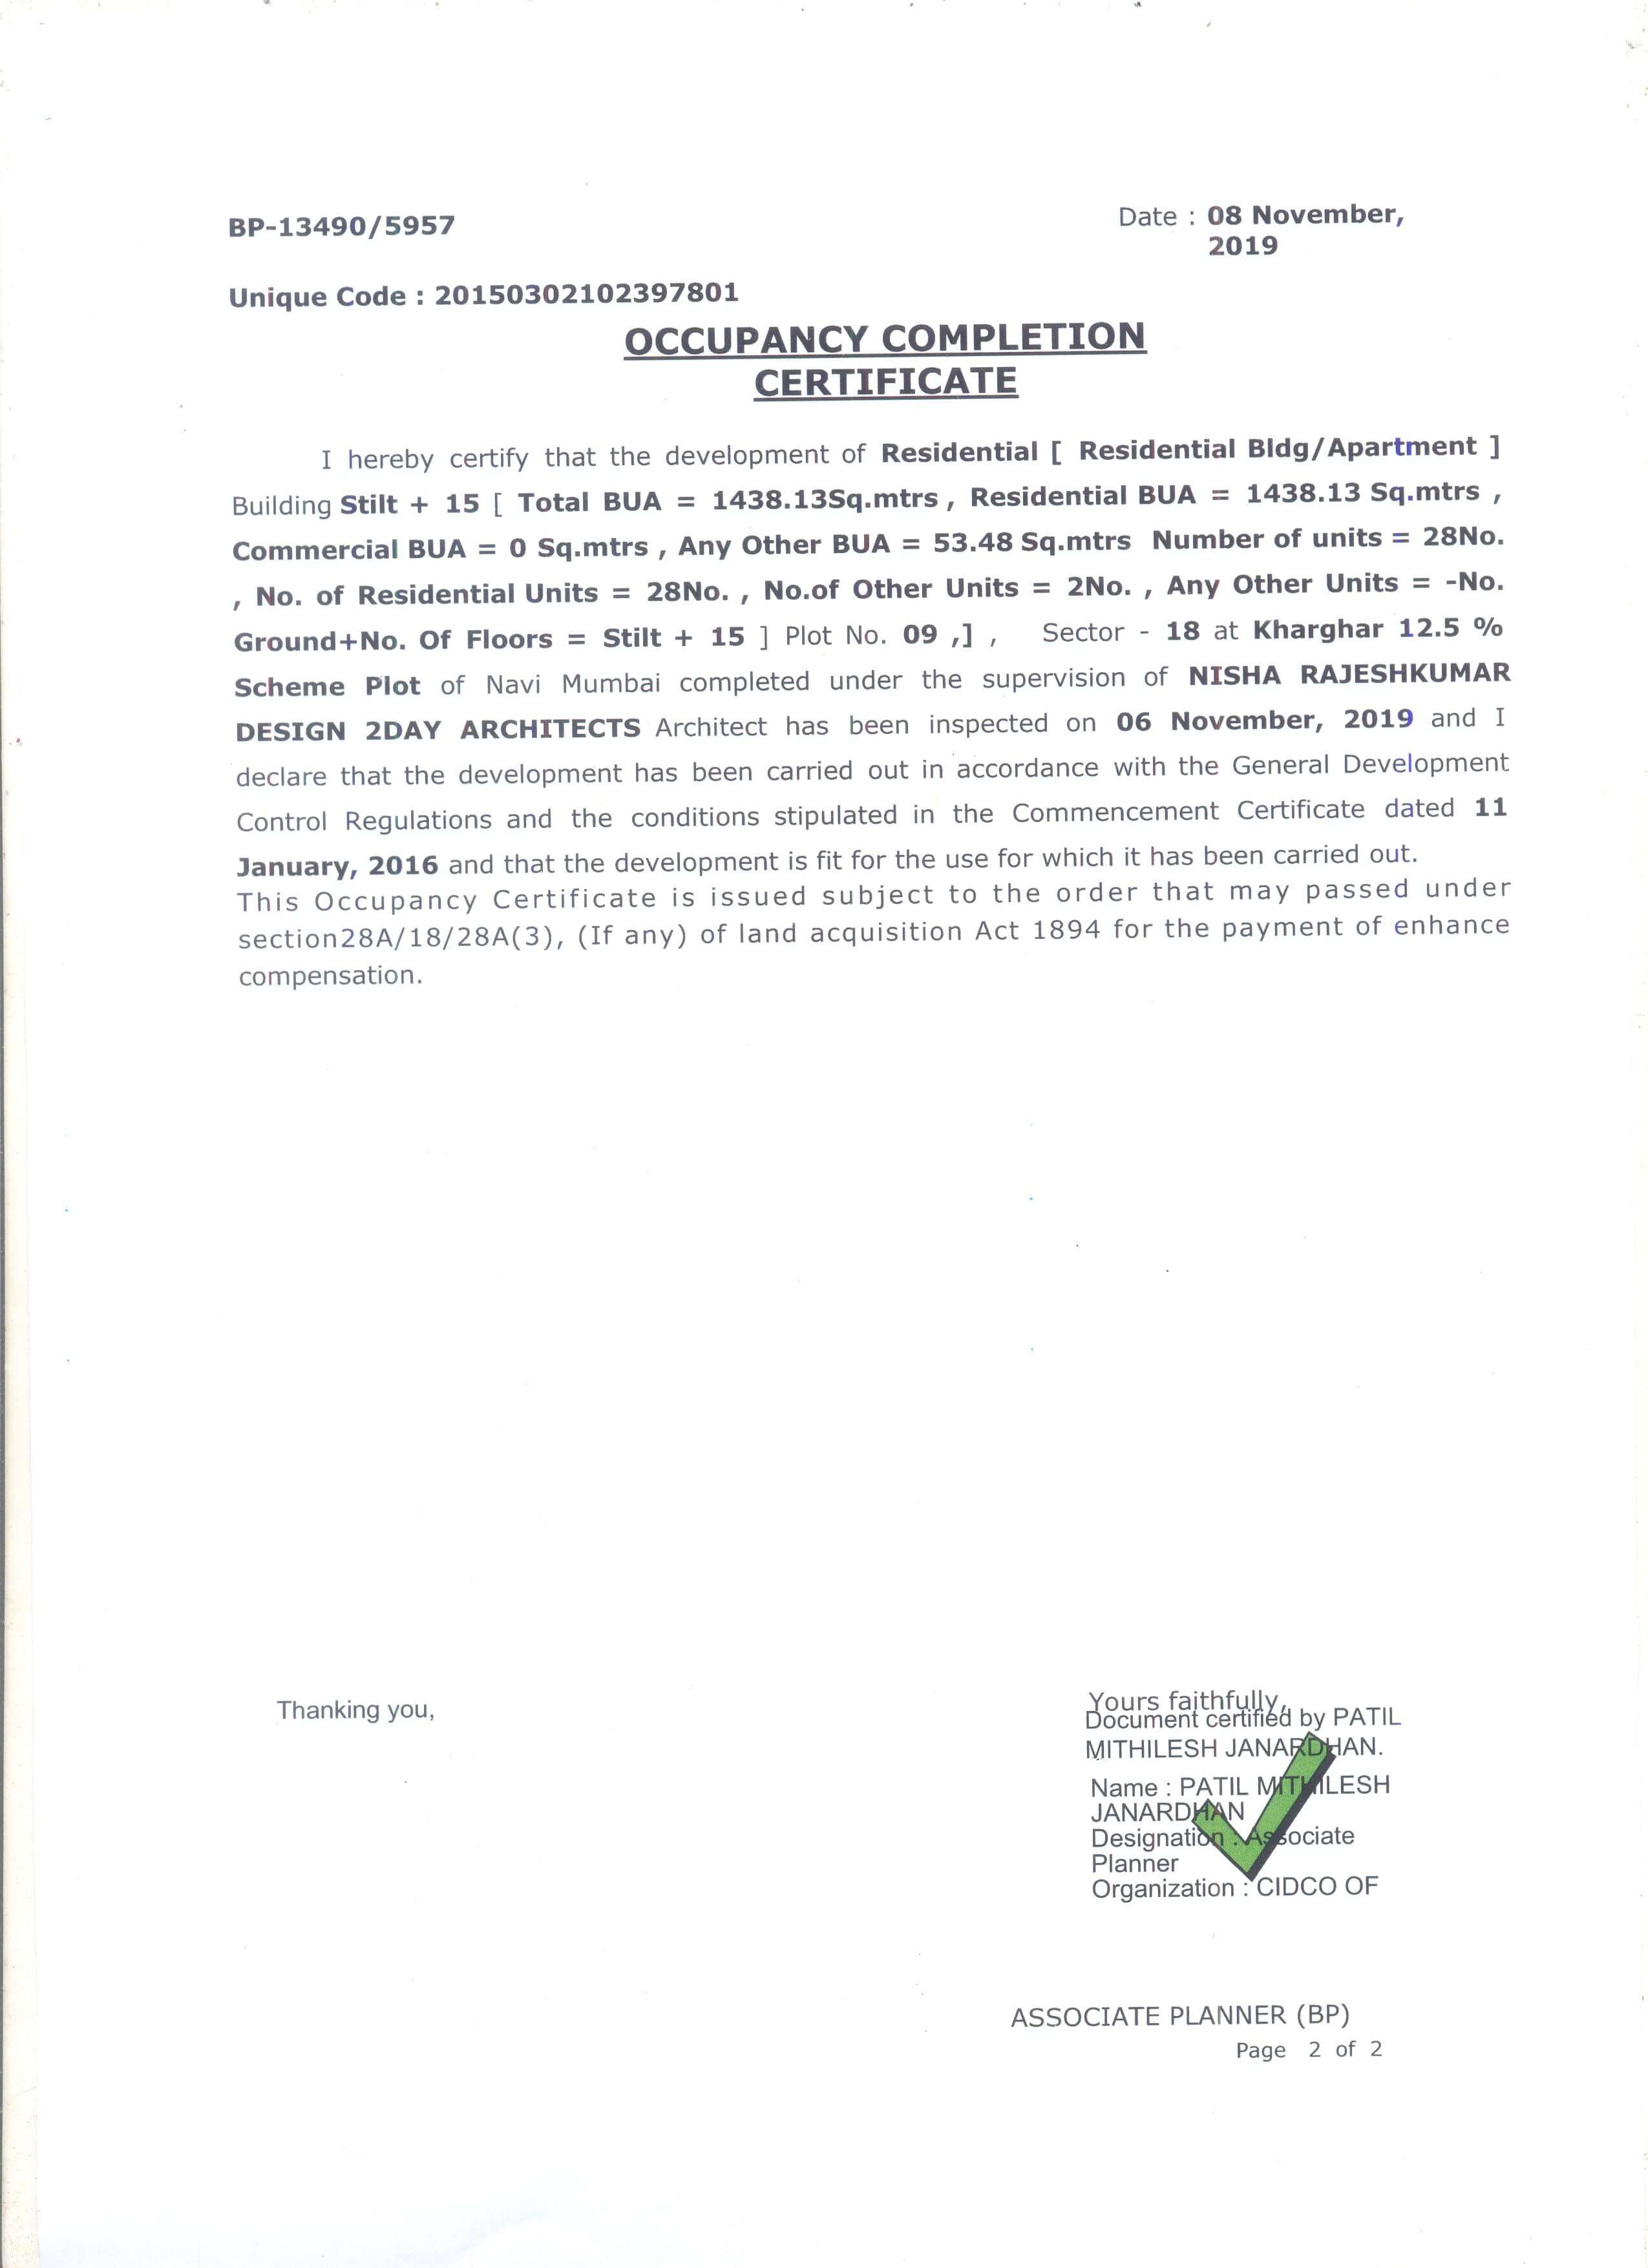 BP-13490/5957
Date : 08 November,
2019
Unique Code : 20150302102397801
OCCUPANCY COMPLETION
CERTIFICATE
I hereby certify that the development of Residential [ Residential Bldg/Apartment ]
Building Stilt + 15 [ Total BUA = 1438.13Sq.mtrs , Residential BUA = 1438.13 Sq.mtrs ,
Commercial BUA = 0 Sq.mtrs , Any Other BUA = 53.48 Sq.mtrs Number of units = 28No.
, No. of Residential Units = 28No. , No.of Other Units = 2No. , Any Other Units = -No.
Ground+No. Of Floors = Stilt + 15 ] Plot No. 09 ,] , Sector - 18 at Kharghar 12.5 %
Scheme Plot of Navi Mumbai completed under the supervision of NISHA RAJESHKUMAR
DESIGN 2DAY ARCHITECTS Architect has been inspected on 06 November, 2019 and I
declare that the development has been carried out in accordance with the General Development
Control Regulations and the conditions stipulated in the Commencement Certificate dated 11
January, 2016 and that the development is fit for the use for which it has been carried out.
This Occupancy Certificate is issued subject to the order that may passed under
section28A/18/28A(3), (If any) of land acquisition Act 1894 for the payment of enhance
compensation.
Thanking you,
Yours faithfully,
Document certified by PATIL
MITHILESH JANARDHAN.
Name : PATIL MITHILESH
JANARDHAN
Designation : Associate
Planner
Organization : CIDCO OF
ASSOCIATE PLANNER (BP)
Page 2 of 2